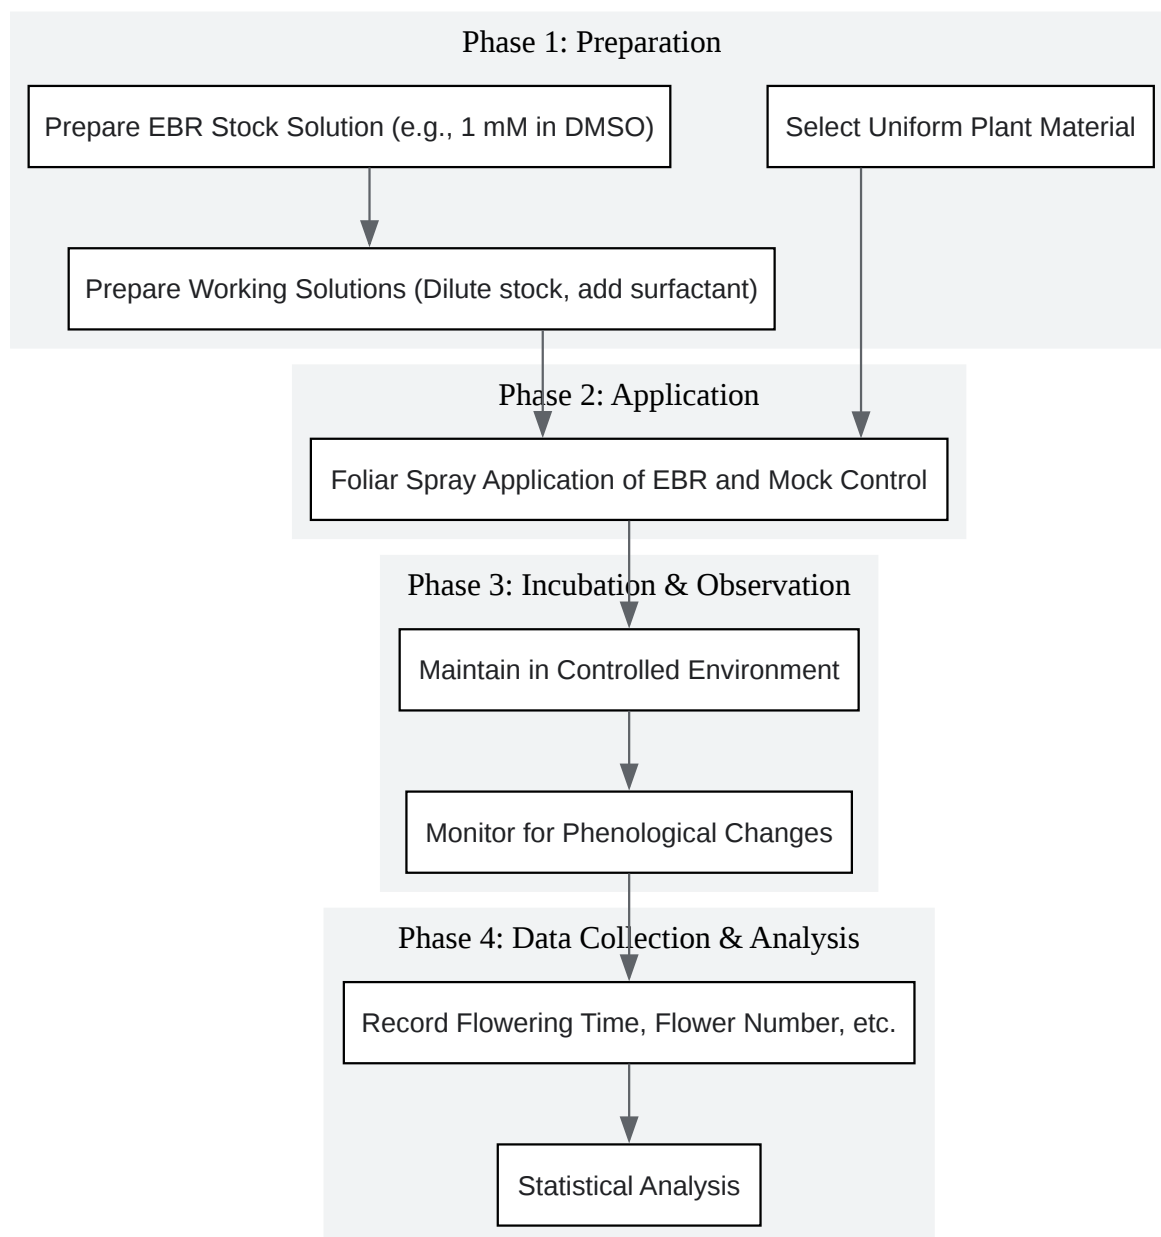 Phase 1: Preparation
Prepare EBR Stock Solution (e.g., 1 mM in DMSO)
Select Uniform Plant Material
Prepare Working Solutions (Dilute stock, add surfactant)
Phase 2: Application
Foliar Spray Application of EBR and Mock Control
Phase 3: Incubation & Observation
Maintain in Controlled Environment
Monitor for Phenological Changes
Phase 4: Data Collection & Analysis
Record Flowering Time, Flower Number, etc.
Statistical Analysis